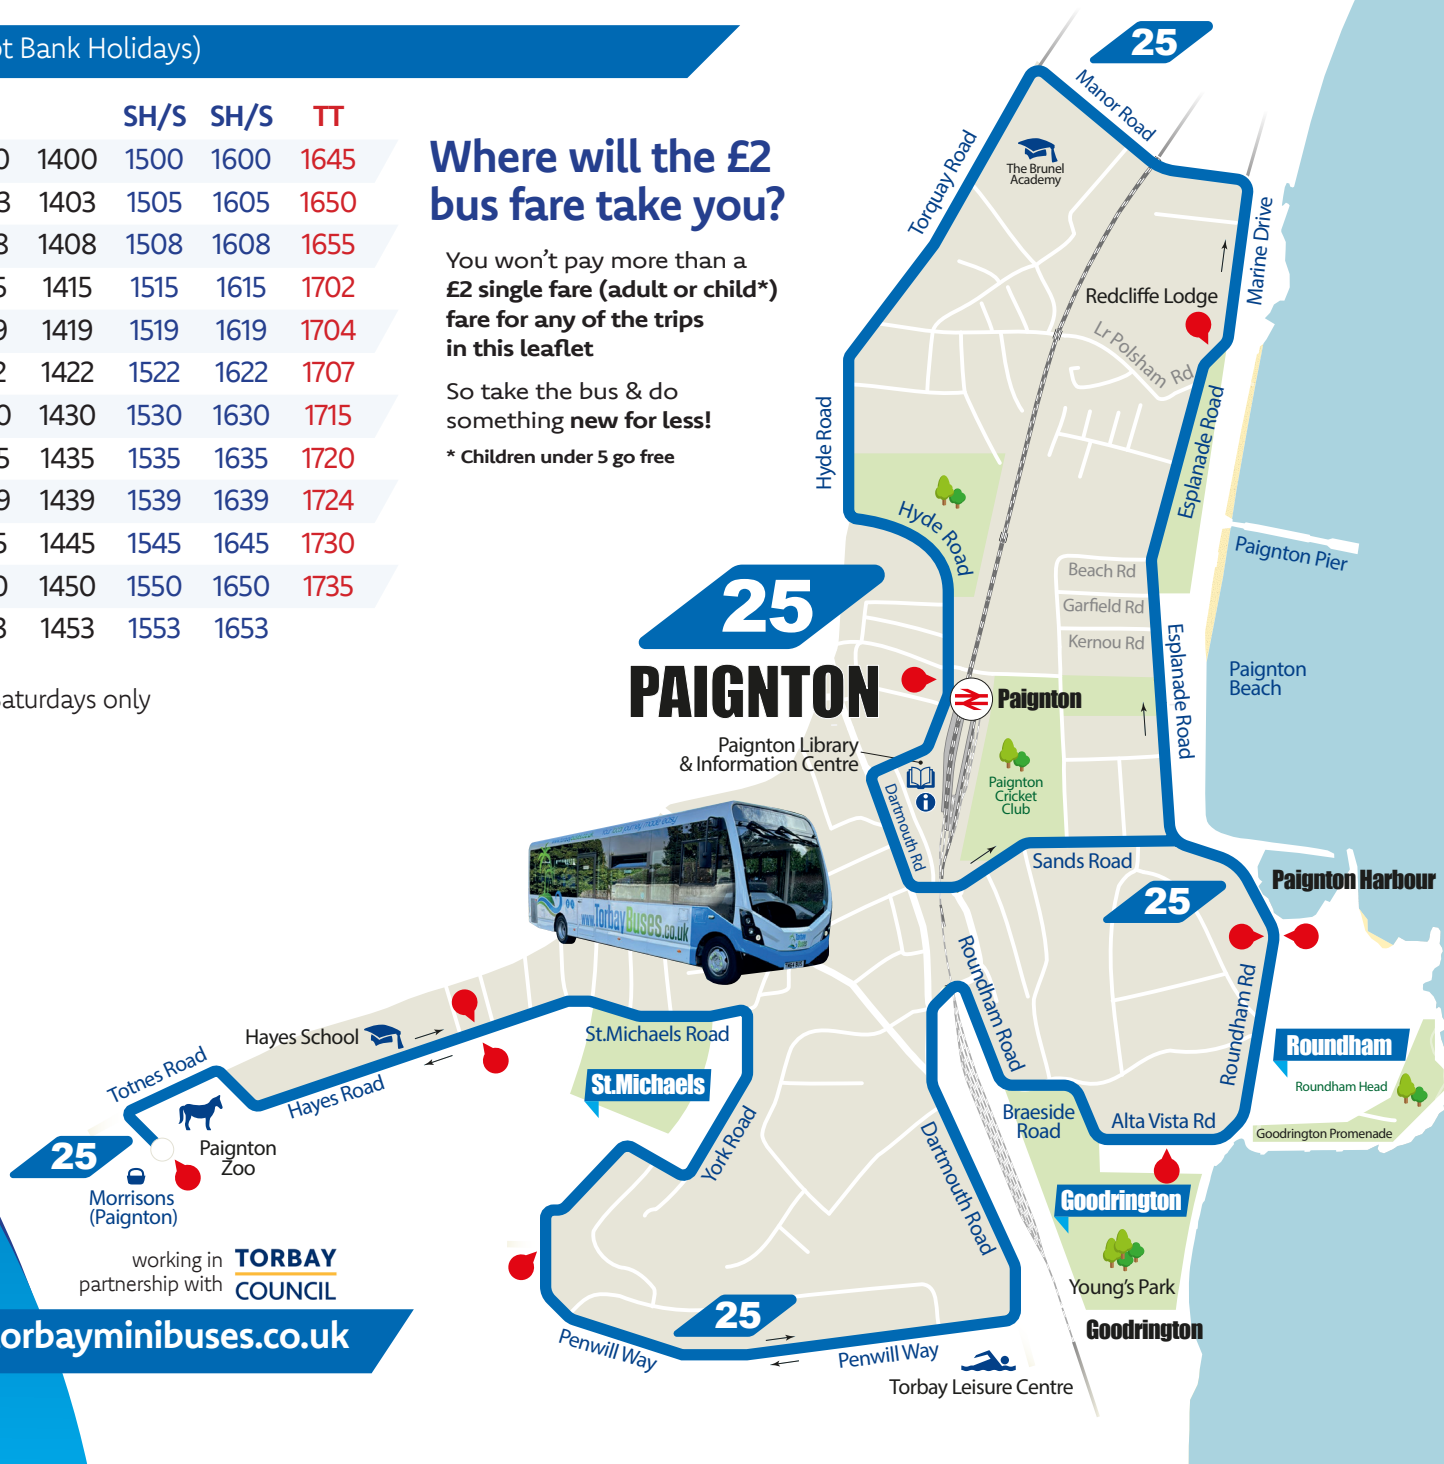 t Bank Holidays)
SH/S SH/S TT
0 1400 1500 1600 1645
3 1403 1505 1605 1650
8 1408 1508 1608 1655
5 1415 1515 1615 1702
9 1419 1519 1619 1704
2 1422 1522 1622 1707
0 1430 1530 1630 1715
5 1435 1535 1635 1720
9 1439 1539 1639 1724
5 1445 1545 1645 1730
0 1450 1550 1650 1735
3 1453 1553 1653
aturdays only
Where will the £2
bus fare take you?
You won't pay more than a
£2 single fare (adult or child*)
fare for any of the trips
in this leaflet
So take the bus & do
something new for less!
* Children under 5 go free
25
Manor Road
Torquay Road
The Brunel
Academy
Marine Drive
Redcliffe Lodge
Lr Polsham Rd
Hyde Road
Esplanade Road
Hyde Road
Paignton Pier
Beach Rd
Garfield Rd
Kernou Rd
25
PAIGNTON
Paignton
Esplanade Road
Paignton
Beach
Paignton Library
& Information Centre
Paignton
Cricket
Club
Dartmouth Rd
Sands Road
25
Paignton Harbour
www.TorbayBuses.co.uk
Roundham Road
Roundham Rd
Hayes School
St.Michaels Road
St.Michaels
Roundham
Roundham Head
Totnes Road
Hayes Road
Braeside
Road
Alta Vista Rd
Goodrington Promenade
York Road
Dartmouth Road
25
Paignton
Zoo
Morrisons
(Paignton)
Goodrington
Young's Park
Goodrington
working in
partnership with
TORBAY
COUNCIL
orbayminibuses.co.uk
25
Penwill Way
Penwill Way
Torbay Leisure Centre